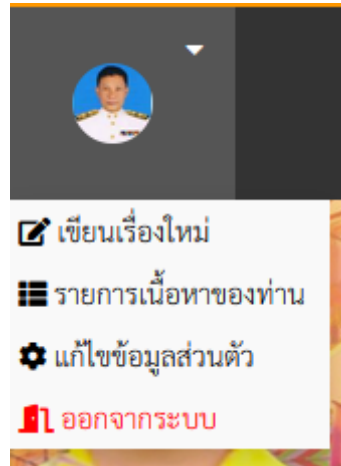 เขียนเรื่องใหม่
รายการเนื้อหาของท่าน
แก้ไขข้อมูลส่วนตัว
ออกจากระบบ